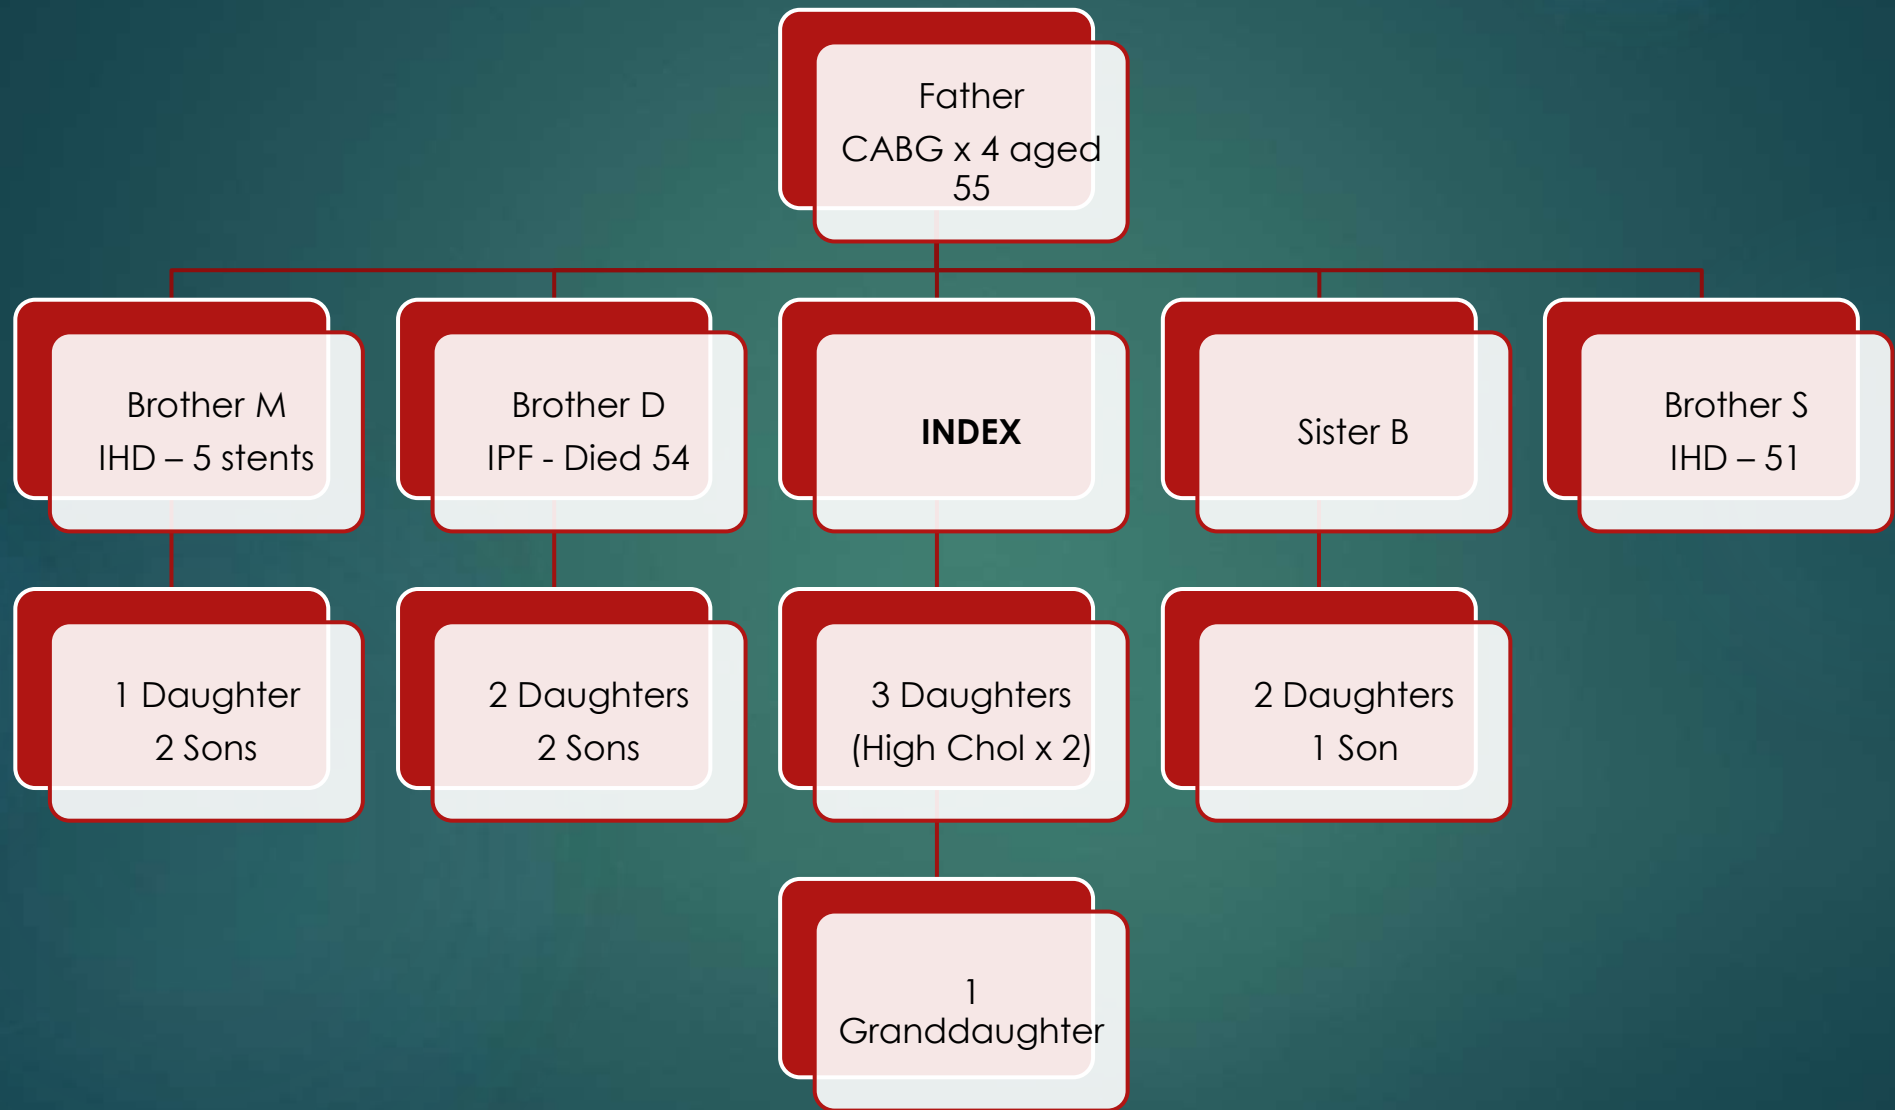 Father
CABG x 4 aged
55
Brother M
IHD – 5 stents
Brother D
IPF - Died 54
INDEX
Sister B
Brother S
IHD – 51
1 Daughter
2 Sons
2 Daughters
2 Sons
3 Daughters
(High Chol x 2)
2 Daughters
1 Son
1
Granddaughter